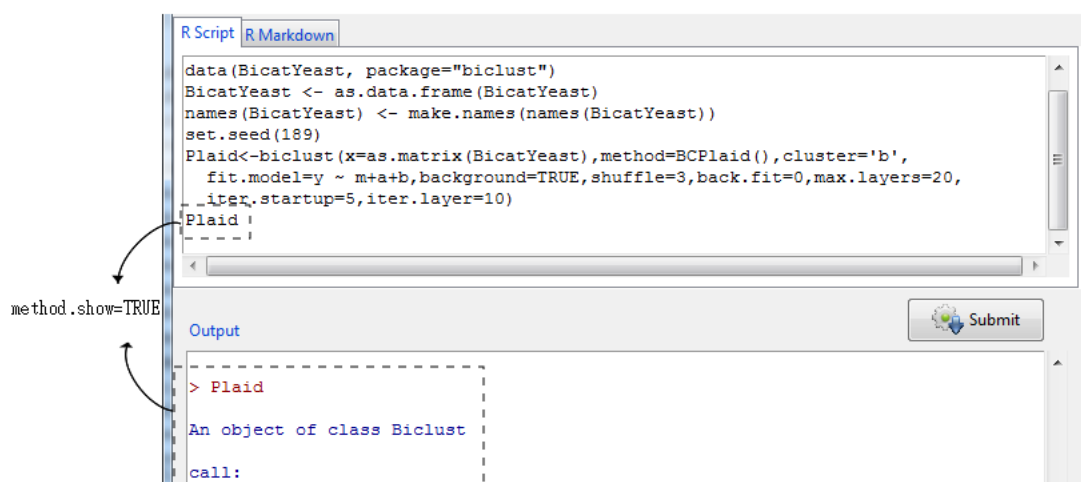 R Script R Markdown
data(BicatYeast, package="biclust")
BicatYeast <- as.data.frame(BicatYeast)
names(BicatYeast) <- make.names(names(BicatYeast))
set.seed(189)
Plaid<-biclust(x=as.matrix(BicatYeast),method=BCPlaid(),cluster='b',
  fit.model=y ~ m+a+b,background=TRUE,shuffle=3,back.fit=0,max.layers=20,
  iter.startup=5,iter.layer=10)
Plaid
method.show=TRUE
Submit
Output
> Plaid
An object of class Biclust
call: